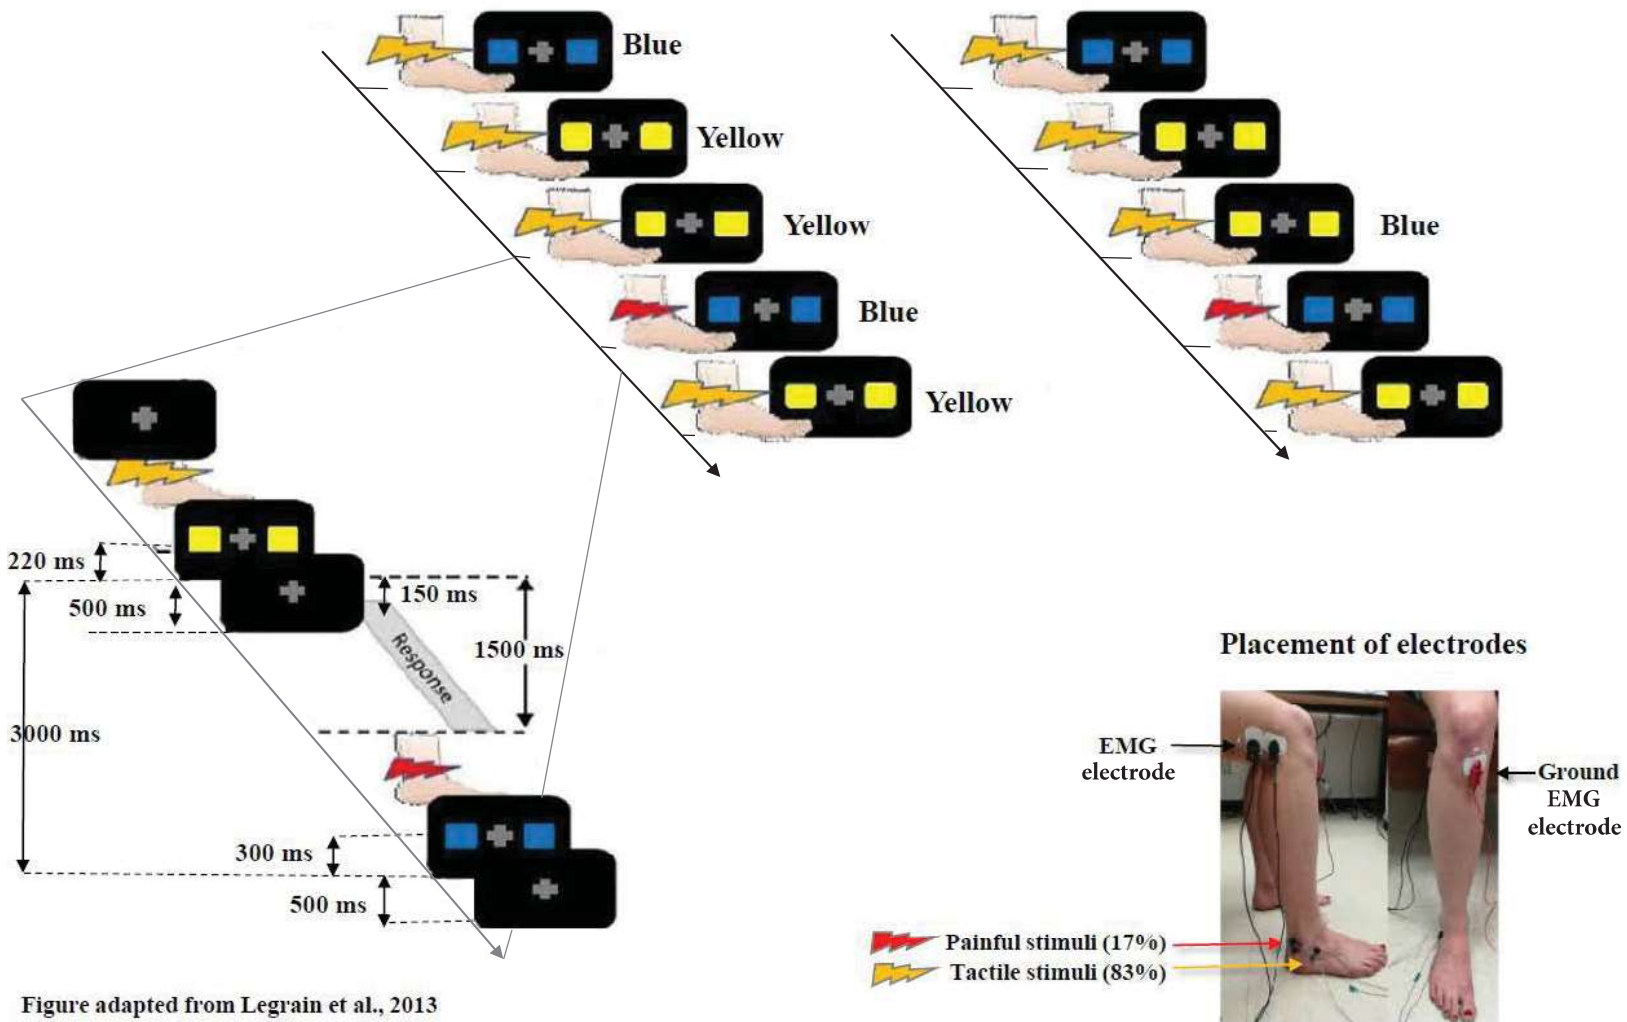 Blue
Yellow
Yellow
Blue
Yellow
Blue
220 ms
500 ms
150 ms
1500 ms
Response
3000 ms
300 ms
500 ms
Placement of electrodes
EMG
electrode
Ground
EMG
electrode
Painful stimuli (17%)
Tactile stimuli (83%)
Figure adapted from Legrain et al., 2013